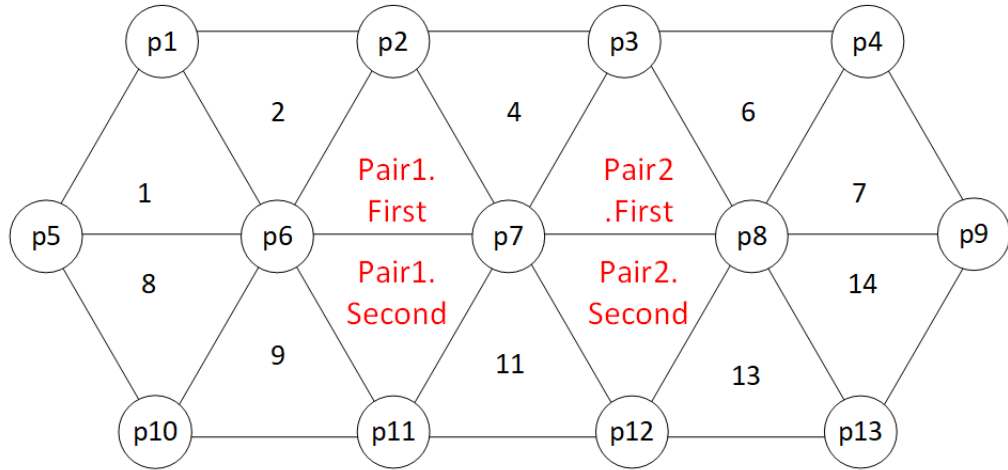 p1
p2
p3
p4
2
4
6
Pair1.
First
Pair2
.First
1
7
p5
p6
p7
p8
p9
8
Pair1.
Second
Pair2.
Second
14
9
11
13
p10
p11
p12
p13